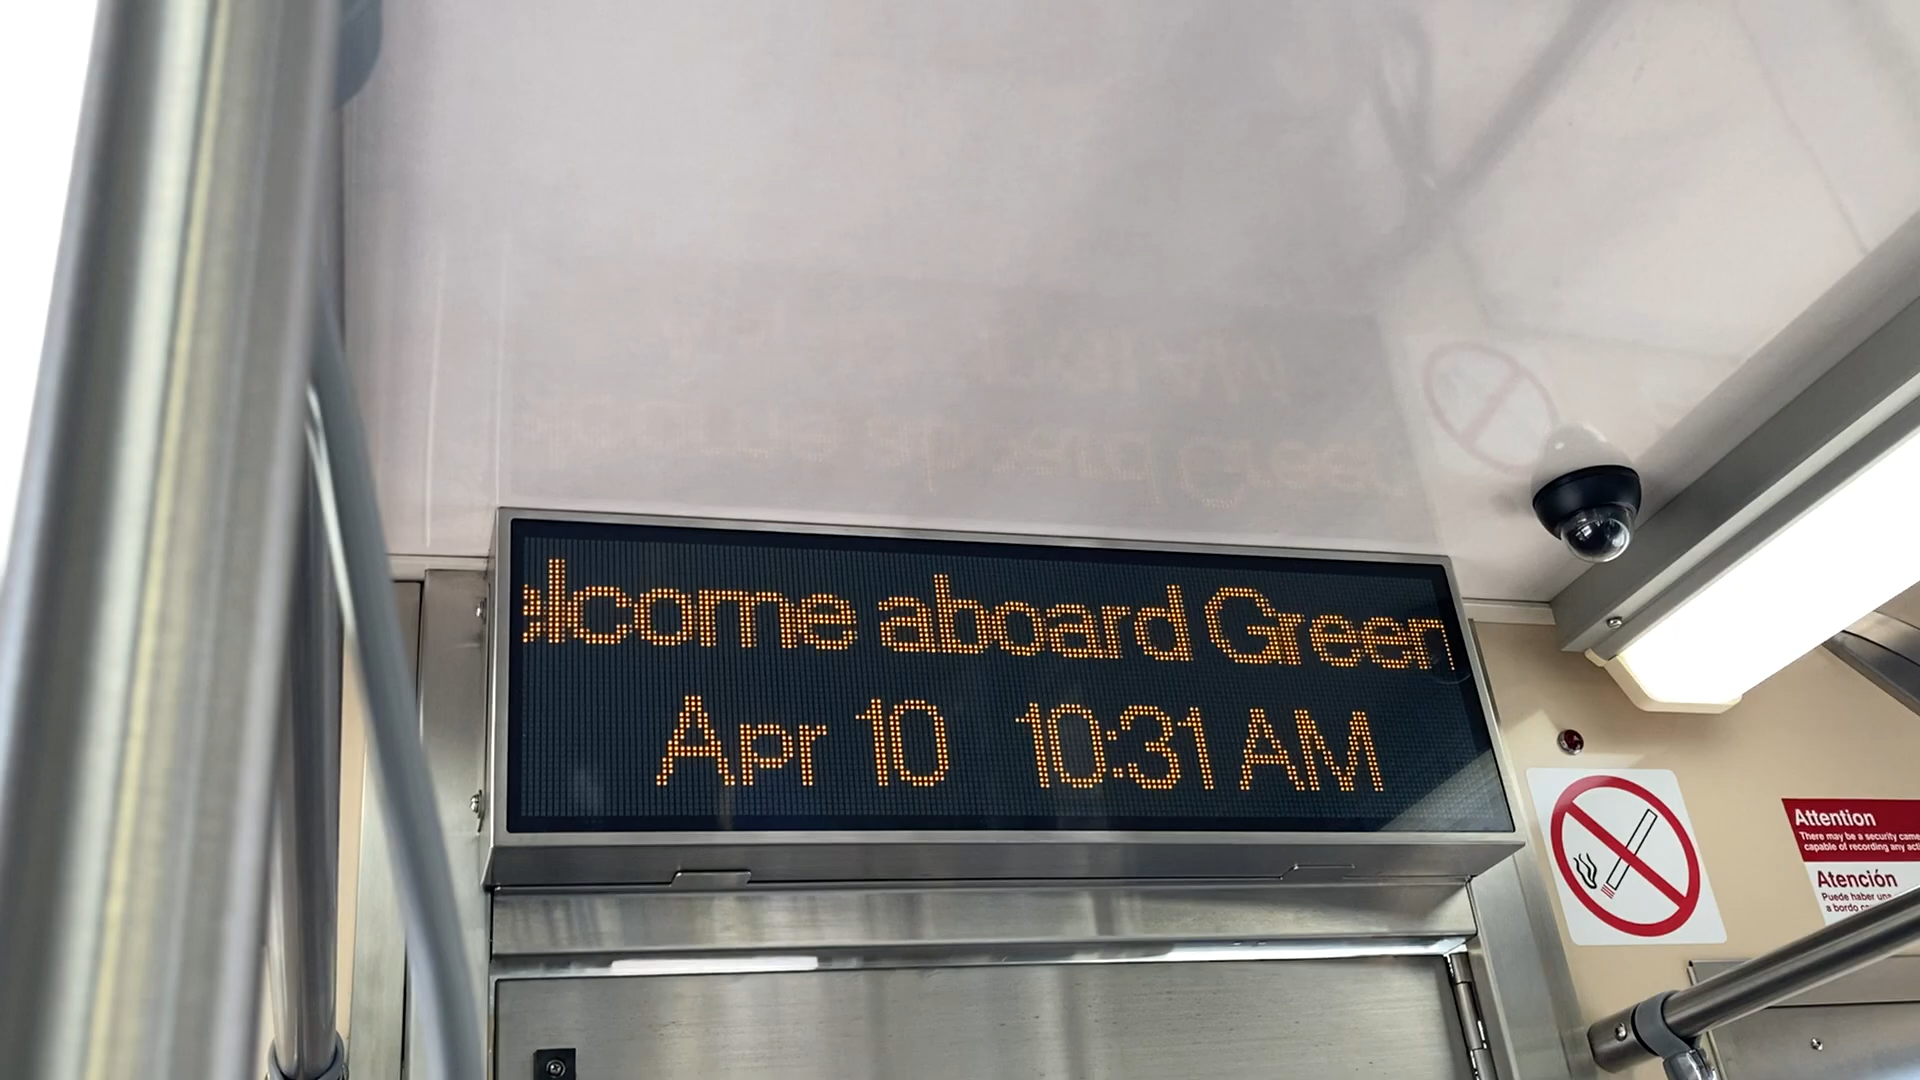 elcome aboard Green
Apr 10 10:31 AM
Attention
There may be a security came
capable of recording any acti
Atención
Puede haber una
a bordo